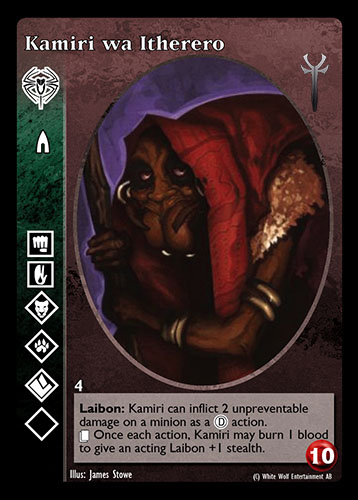 Kamiri wa Itherero
4
Laibon: Kamiri can inflict 2 unpreventable
damage on a minion as a Ⓓ action.
Once each action, Kamiri may burn 1 blood
to give an acting Laibon +1 stealth.
10
Illus: James Stowe
(C) White Wolf Entertainment AB